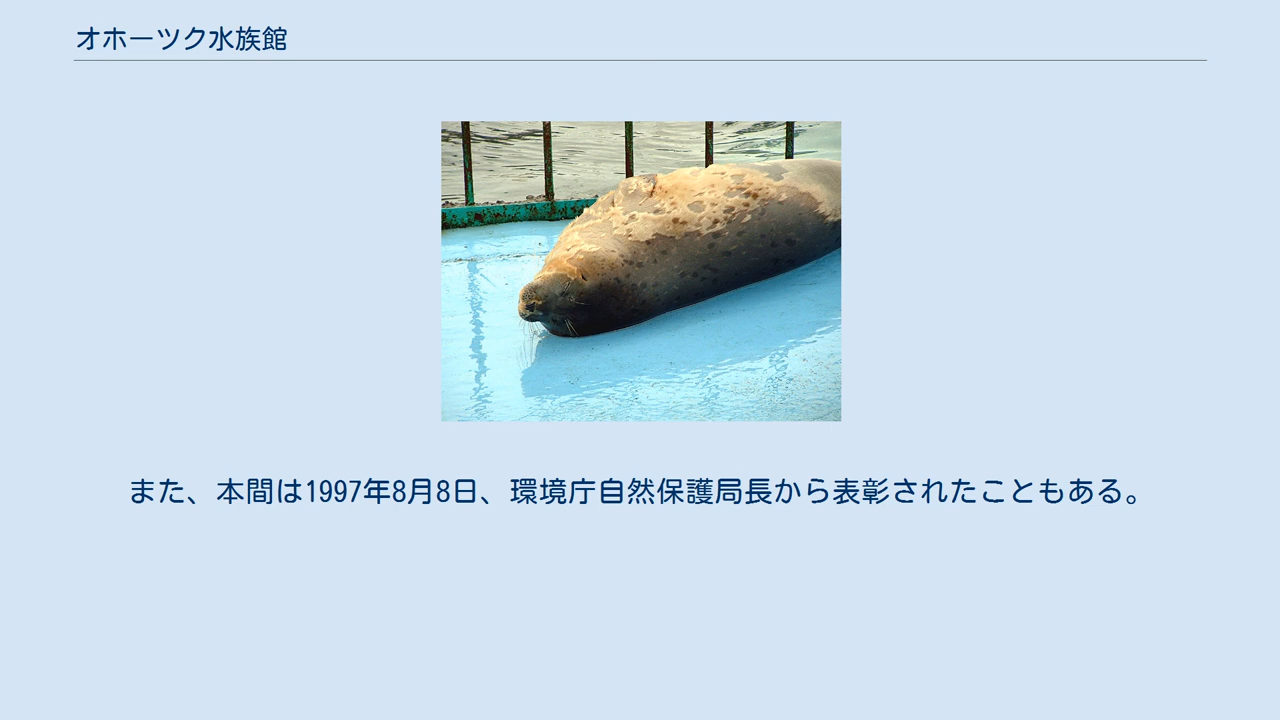 オホーツク水族館
また、本間は1997年8月8日、環境庁自然保護局長から表彰されたこともある。